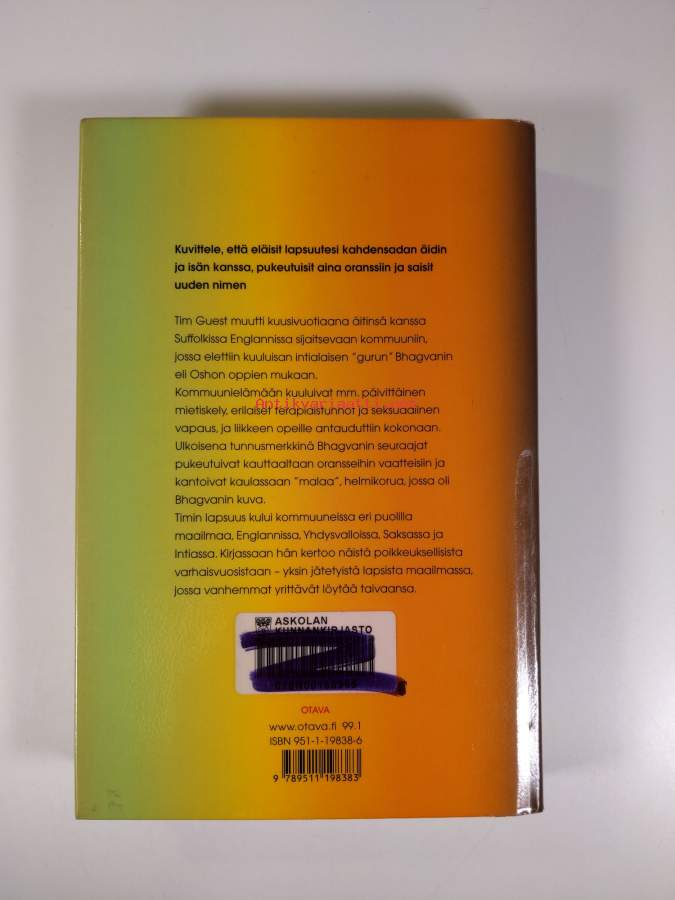 Kuvittele, että eläisit lapsuutesi kahdensadan äidin
ja isän kanssa, pukeutuisit aina oranssiin ja saisit
uuden nimen
Tim Guest muutti kuusivuotiaana äitinsä kanssa
Suffolkissa Englannissa sijaitsevaan kommuuniin,
jossa elettiin kuuluisan intialaisen "gurun" Bhagvanin
eli Oshon oppien mukaan.
Kommuunielämään kuuluivat mm. päivittäinen
Antikvariaatti.net
mietiskely, erilaiset terapiaistunnot ja seksuaalinen
vapaus, ja liikkeen opeille antauduttiin kokonaan.
Ulkoisena tunnusmerkkinä Bhagvanin seuraajat
pukeutuivat kauttaaltaan oransseihin vaatteisiin ja
kantoivat kaulassaan "malaa", helmikorua, jossa oli
Bhagvanin kuva.
Timin lapsuus kului kommuuneissa eri puolilla
maailmaa, Englannissa, Yhdysvalloissa, Saksassa ja
Intiassa. Kirjassaan hän kertoo näistä poikkeuksellisista
varhaisvuosistaan – yksin jätetyistä lapsista maailmassa,
jossa vanhemmat yrittävät löytää taivaansa.
ASKOLAN
KUNNANKIRJASTO
OTAVA
www.otava.fi 99.1
ISBN 951-1-19838-6
9 789511 198383